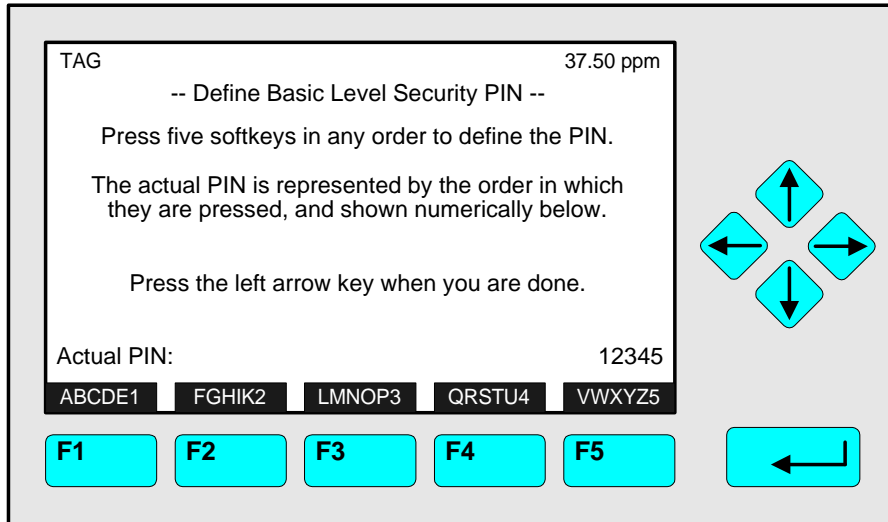 TAG 37.50 ppm
-- Define Basic Level Security PIN --
Press five softkeys in any order to define the PIN.
The actual PIN is represented by the order in which
they are pressed, and shown numerically below.
Press the left arrow key when you are done.
Actual PIN: 12345
ABCDE1 FGHIK2 LMNOP3 QRSTU4 VWXYZ5
F1 F2 F3 F4 F5